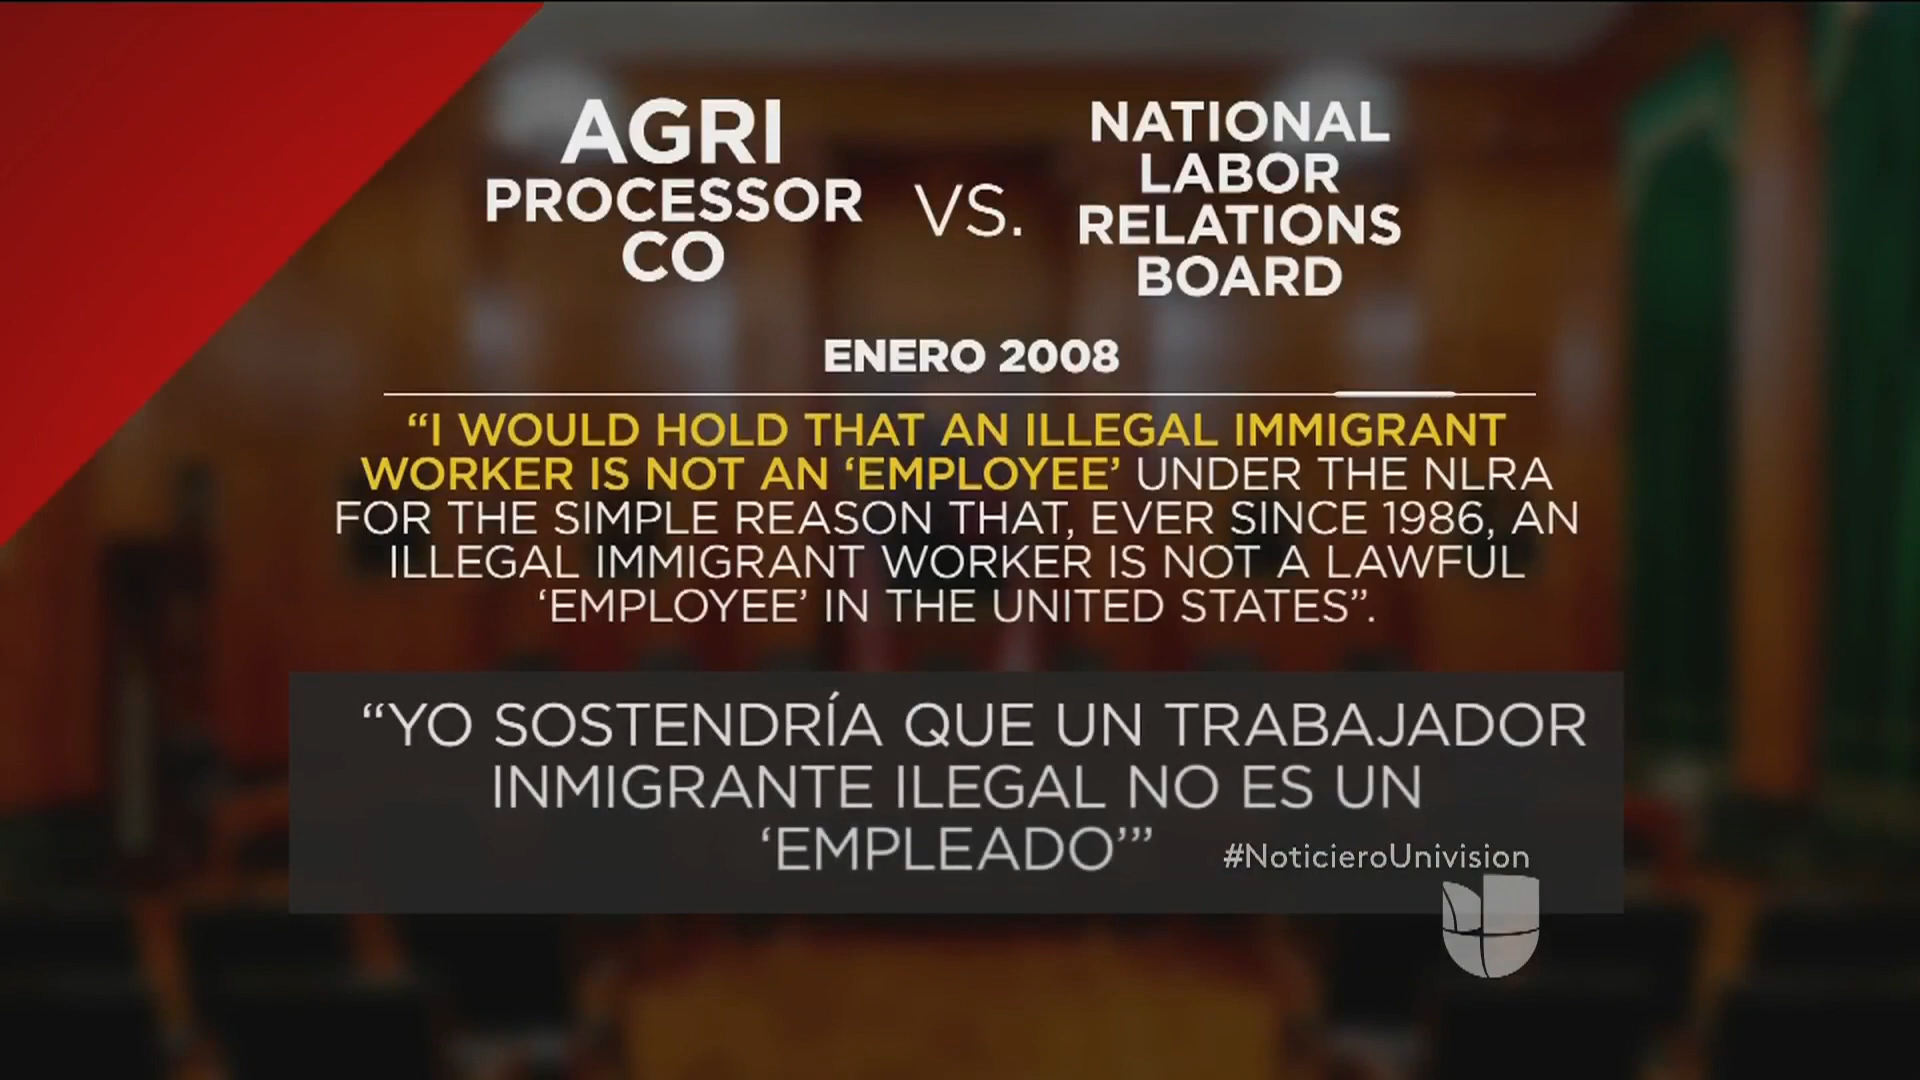 AGRI
PROCESSOR
CO
VS.
NATIONAL
LABOR
RELATIONS
BOARD
ENERO 2008
“I WOULD HOLD THAT AN ILLEGAL IMMIGRANT
WORKER IS NOT AN ‘EMPLOYEE’ UNDER THE NLRA
FOR THE SIMPLE REASON THAT, EVER SINCE 1986, AN
ILLEGAL IMMIGRANT WORKER IS NOT A LAWFUL
‘EMPLOYEE’ IN THE UNITED STATES”.
“YO SOSTENDRÍA QUE UN TRABAJADOR
INMIGRANTE ILEGAL NO ES UN
‘EMPLEADO’”
#NoticieroUnivision